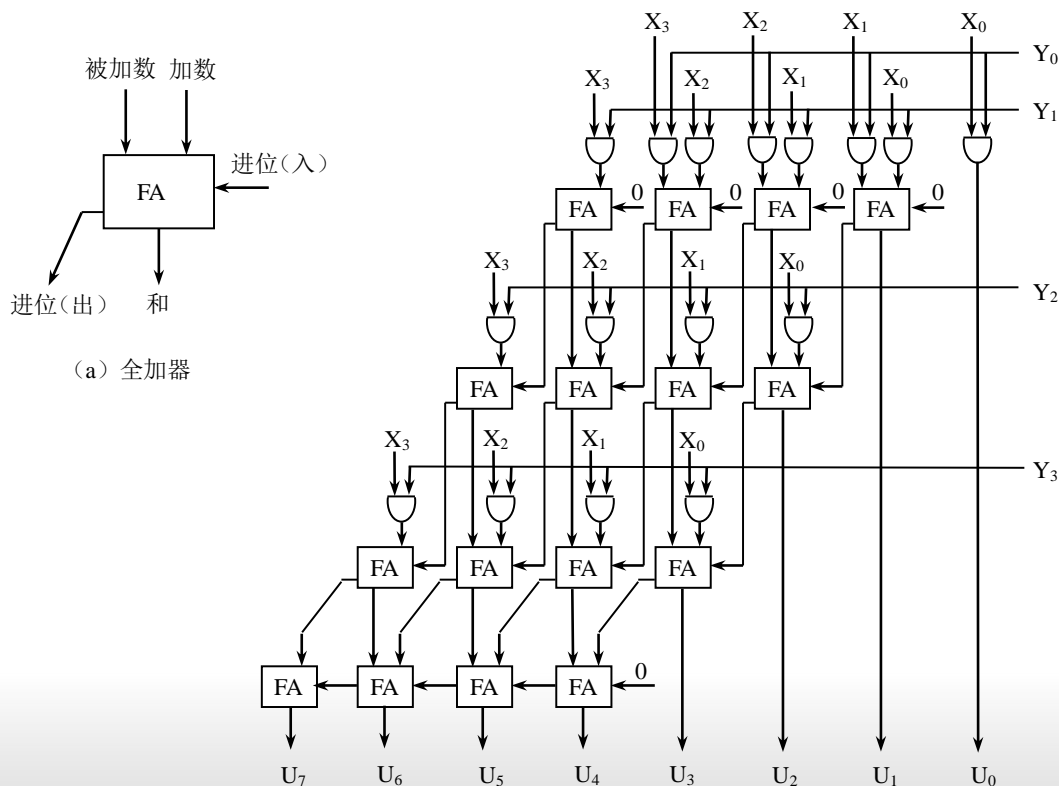 X₃ X₂ X₁ X₀
Y₀
被加数 加数
X₃ X₂ X₁ X₀
Y₁
进位(入)
FA
FA 0 FA 0 FA 0 FA 0
进位(出) 和
X₃ X₂ X₁ X₀
Y₂
(a)全加器
FA FA FA FA
X₃ X₂ X₁ X₀
Y₃
FA FA FA FA
FA FA FA FA 0
U₇ U₆ U₅ U₄ U₃ U₂ U₁ U₀